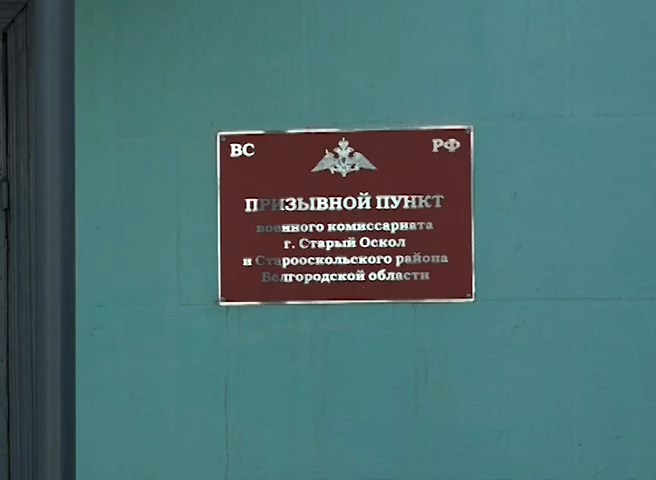 ВС РФ
ПРИЗЫВНОЙ ПУНКТ
военного комиссариата
г. Старый Оскол
и Старооскольского района
Белгородской области